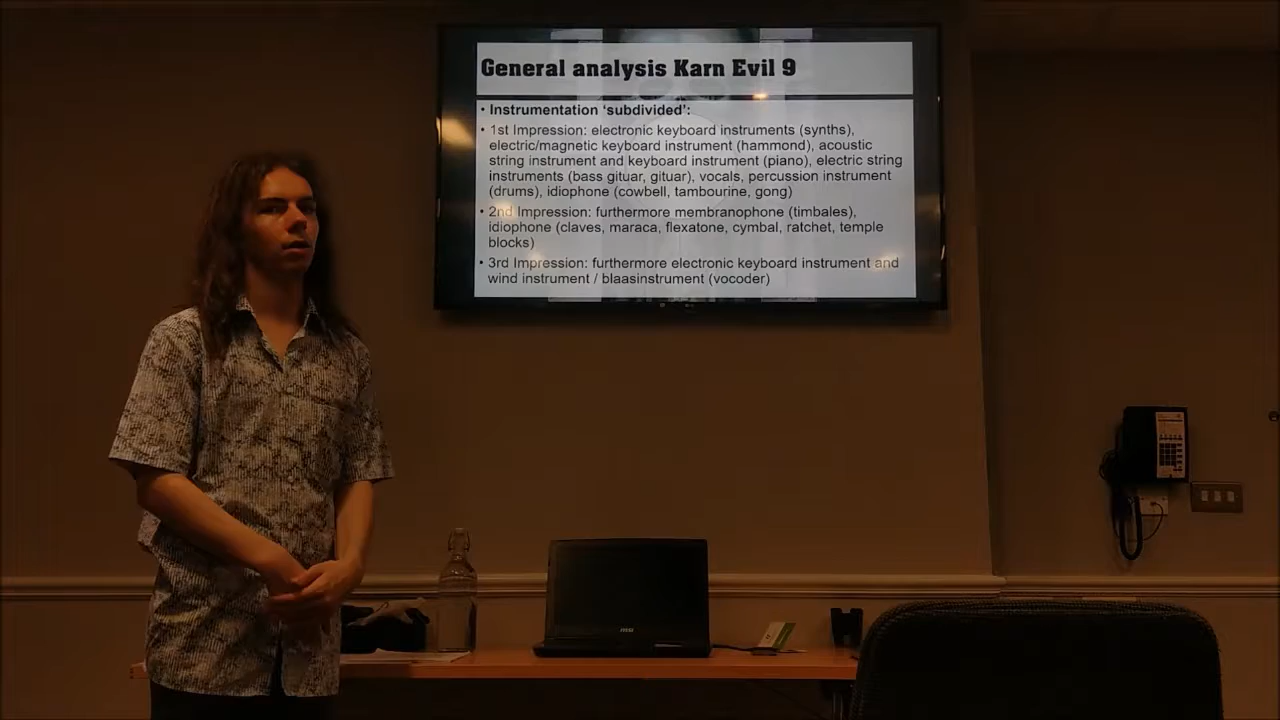 General analysis Karn Evil 9
• Instrumentation ‘subdivided’:
• 1st Impression: electronic keyboard instruments (synths),
electric/magnetic keyboard instrument (hammond), acoustic
string instrument and keyboard instrument (piano), electric string
instruments (bass gituar, gituar), vocals, percussion instrument
(drums), idiophone (cowbell, tambourine, gong)
• 2nd Impression: furthermore membranophone (timbales),
idiophone (claves, maraca, flexatone, cymbal, ratchet, temple
blocks)
• 3rd Impression: furthermore electronic keyboard instrument and
wind instrument / blaasinstrument (vocoder)
msi